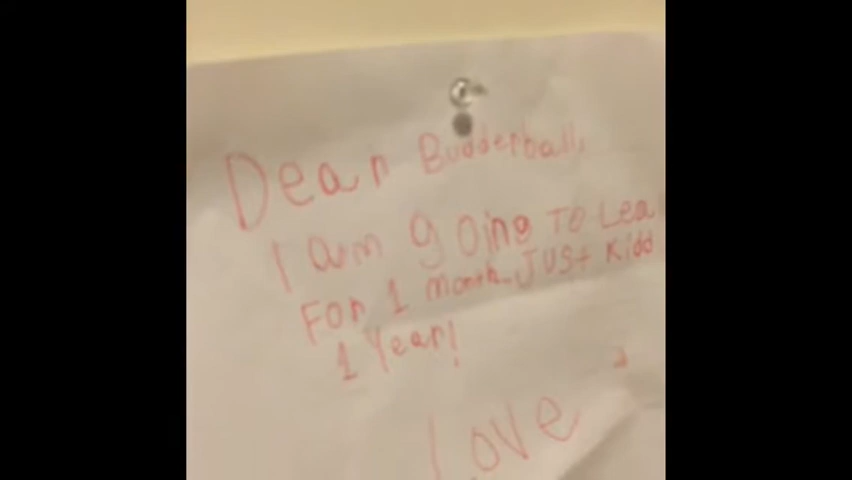 Dear Budderball,
I am going To Lea
For 1 Month. JUSt Kidd
1 Year!
Love